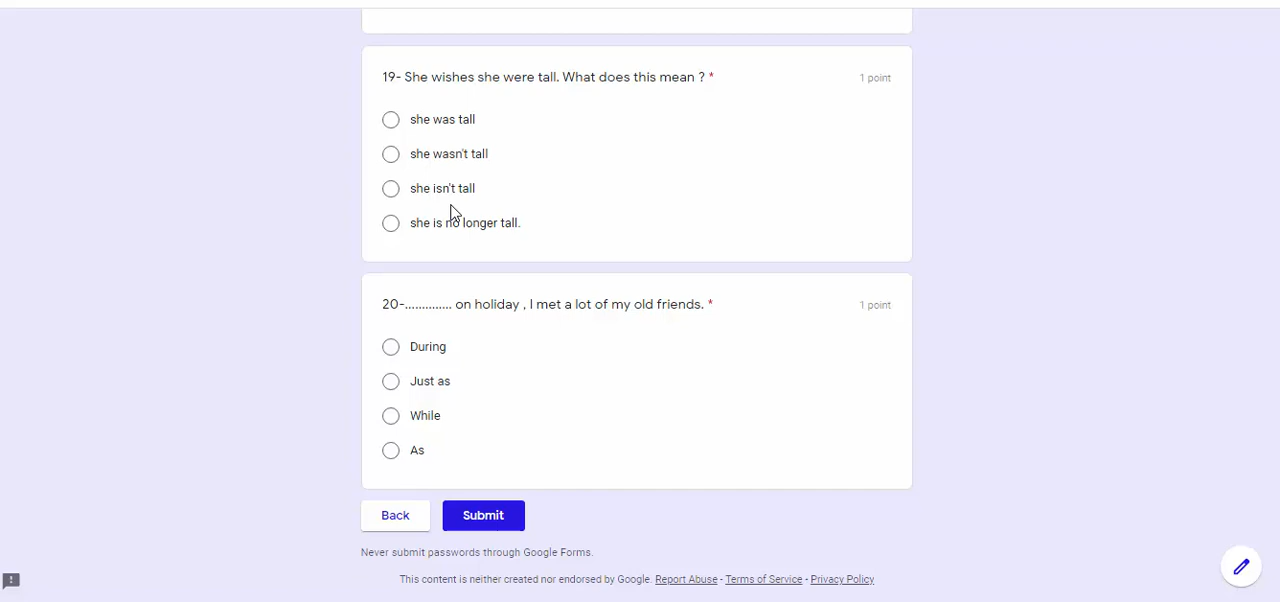 19- She wishes she were tall. What does this mean ? *
1 point
she was tall
she wasn't tall
she isn't tall
she is no longer tall.
20-.............. on holiday , I met a lot of my old friends. *
1 point
During
Just as
While
As
Back
Submit
Never submit passwords through Google Forms.
This content is neither created nor endorsed by Google. Report Abuse - Terms of Service - Privacy Policy